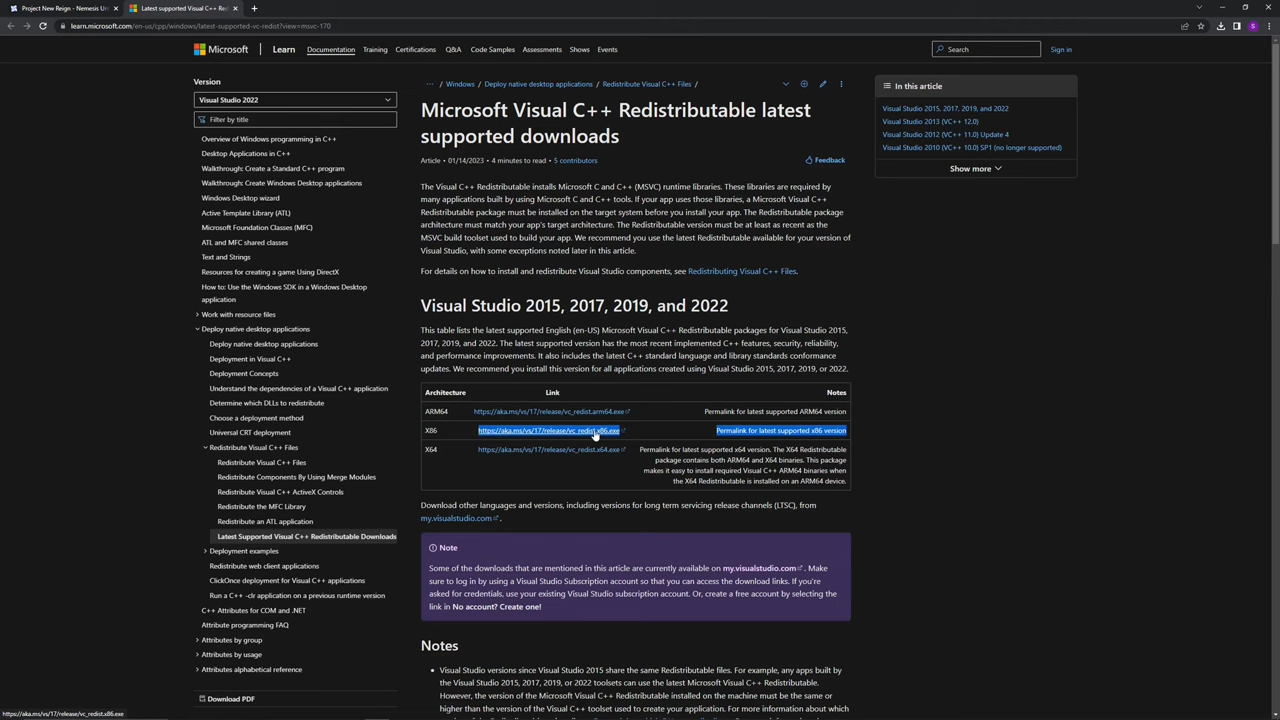 Project New Reign - Nemesis Un
Latest supported Visual C++ Red
learn.microsoft.com/en-us/cpp/windows/latest-supported-vc-redist?view=msvc-170
S
Microsoft
Learn
Documentation
Training
Certifications
Q&A
Code Samples
Assessments
Shows
Events
Search
Sign in
Version
Visual Studio 2022
Filter by title
Overview of Windows programming in C++
Desktop Applications in C++
Walkthrough: Create a Standard C++ program
Walkthrough: Create Windows Desktop applications
Windows Desktop wizard
Active Template Library (ATL)
Microsoft Foundation Classes (MFC)
ATL and MFC shared classes
Text and Strings
Resources for creating a game Using DirectX
How to: Use the Windows SDK in a Windows Desktop
application
Work with resource files
Deploy native desktop applications
Deploy native desktop applications
Deployment in Visual C++
Deployment Concepts
Understand the dependencies of a Visual C++ application
Determine which DLLs to redistribute
Choose a deployment method
Universal CRT deployment
Redistribute Visual C++ Files
Redistribute Visual C++ Files
Redistribute Components By Using Merge Modules
Redistribute Visual C++ ActiveX Controls
Redistribute the MFC Library
Redistribute an ATL application
Latest Supported Visual C++ Redistributable Downloads
Deployment examples
Redistribute web client applications
ClickOnce deployment for Visual C++ applications
Run a C++ -clr application on a previous runtime version
C++ Attributes for COM and .NET
Attribute programming FAQ
Attributes by group
Attributes by usage
Attributes alphabetical reference
Download PDF
··· / Windows / Deploy native desktop applications / Redistribute Visual C++ Files /
Microsoft Visual C++ Redistributable latest
supported downloads
Article • 01/14/2023 • 4 minutes to read • 5 contributors
Feedback
The Visual C++ Redistributable installs Microsoft C and C++ (MSVC) runtime libraries. These libraries are required by
many applications built by using Microsoft C and C++ tools. If your app uses those libraries, a Microsoft Visual C++
Redistributable package must be installed on the target system before you install your app. The Redistributable package
architecture must match your app's target architecture. The Redistributable version must be at least as recent as the
MSVC build toolset used to build your app. We recommend you use the latest Redistributable available for your version of
Visual Studio, with some exceptions noted later in this article.
For details on how to install and redistribute Visual Studio components, see Redistributing Visual C++ Files.
Visual Studio 2015, 2017, 2019, and 2022
This table lists the latest supported English (en-US) Microsoft Visual C++ Redistributable packages for Visual Studio 2015,
2017, 2019, and 2022. The latest supported version has the most recent implemented C++ features, security, reliability,
and performance improvements. It also includes the latest C++ standard language and library standards conformance
updates. We recommend you install this version for all applications created using Visual Studio 2015, 2017, 2019, or 2022.
Architecture Link Notes
ARM64 https://aka.ms/vs/17/release/vc_redist.arm64.exe Permalink for latest supported ARM64 version
X86 https://aka.ms/vs/17/release/vc_redist.x86.exe Permalink for latest supported x86 version
X64 https://aka.ms/vs/17/release/vc_redist.x64.exe Permalink for latest supported x64 version. The X64 Redistributable
package contains both ARM64 and X64 binaries. This package
makes it easy to install required Visual C++ ARM64 binaries when
the X64 Redistributable is installed on an ARM64 device.
Download other languages and versions, including versions for long term servicing release channels (LTSC), from
my.visualstudio.com .
Note
Some of the downloads that are mentioned in this article are currently available on my.visualstudio.com . Make
sure to log in by using a Visual Studio Subscription account so that you can access the download links. If you're
asked for credentials, use your existing Visual Studio subscription account. Or, create a free account by selecting the
link in No account? Create one!
Notes
• Visual Studio versions since Visual Studio 2015 share the same Redistributable files. For example, any apps built by
the Visual Studio 2015, 2017, 2019, or 2022 toolsets can use the latest Microsoft Visual C++ Redistributable.
However, the version of the Microsoft Visual C++ Redistributable installed on the machine must be the same or
higher than the version of the Visual C++ toolset used to create your application. For more information about
In this article
Visual Studio 2015, 2017, 2019, and 2022
Visual Studio 2013 (VC++ 12.0)
Visual Studio 2012 (VC++ 11.0) Update 4
Visual Studio 2010 (VC++ 10.0) SP1 (no longer supported)
Show more
https://aka.ms/vs/17/release/vc_redist.x86.exe